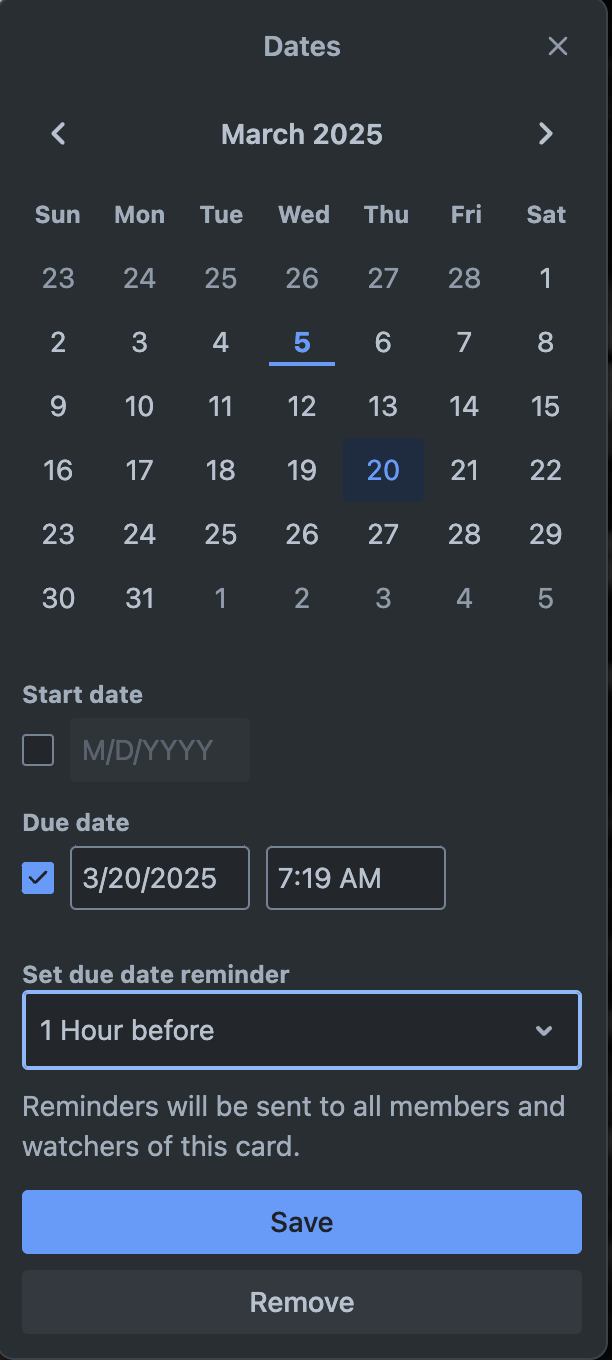 Dates
March 2025
Sun Mon Tue Wed Thu Fri Sat
23 24 25 26 27 28 1
2 3 4 5 6 7 8
9 10 11 12 13 14 15
16 17 18 19 20 21 22
23 24 25 26 27 28 29
30 31 1 2 3 4 5
Start date
M/D/YYYY
Due date
3/20/2025 7:19 AM
Set due date reminder
1 Hour before
Reminders will be sent to all members and
watchers of this card.
Save
Remove